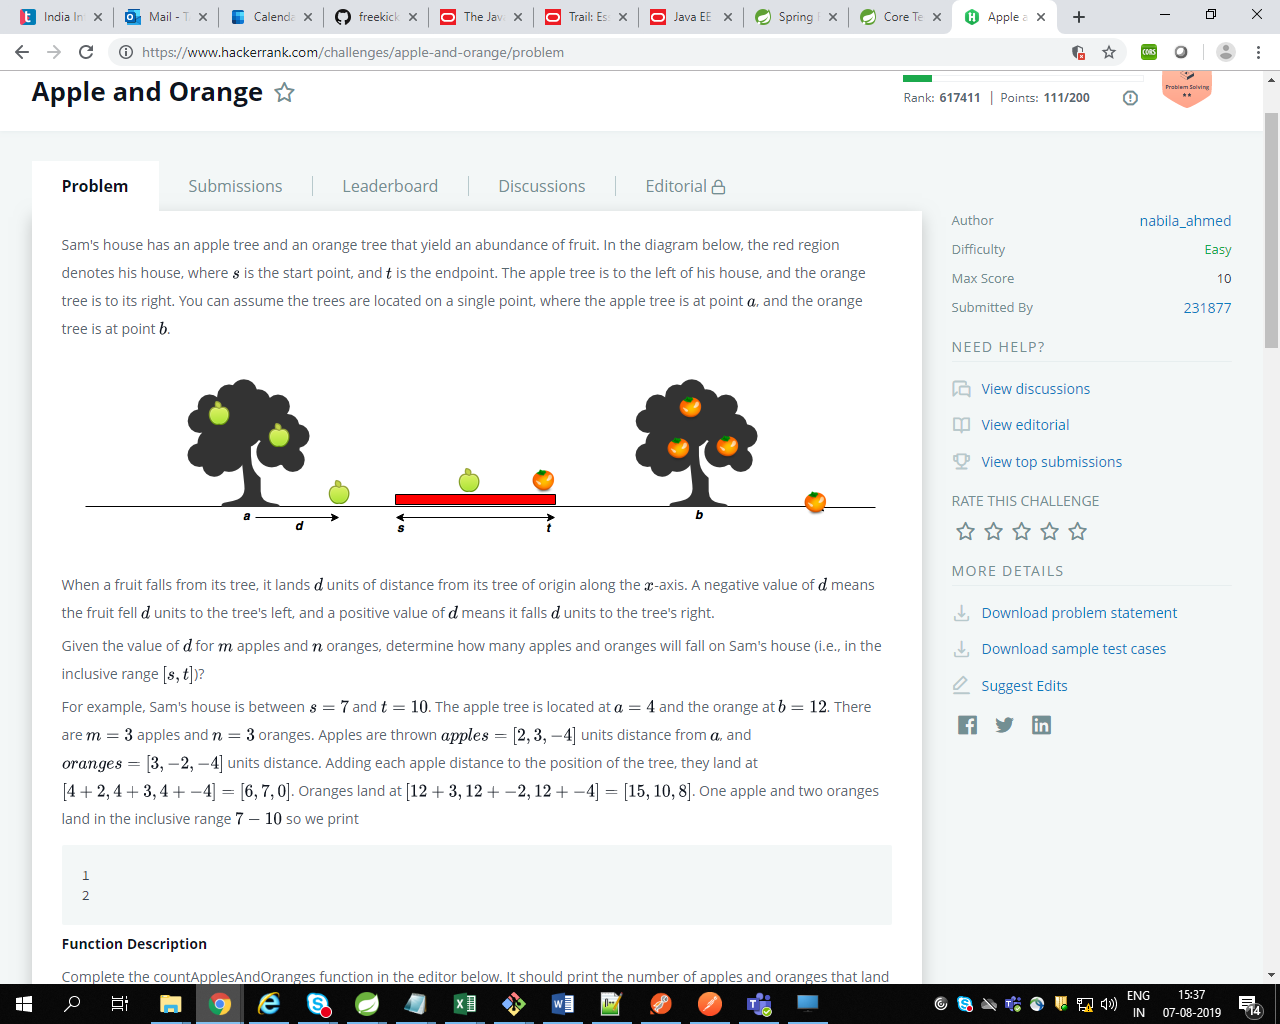 India In
Mail - T
Calenda
freekick
The Java
Trail: Ess
Java EE
Spring
Core Te
Apple a
https://www.hackerrank.com/challenges/apple-and-orange/problem
CORS
Apple and Orange
Rank: 617411 | Points: 111/200
Problem Solving
Problem
Submissions
Leaderboard
Discussions
Editorial
Sam's house has an apple tree and an orange tree that yield an abundance of fruit. In the diagram below, the red region
denotes his house, where s is the start point, and t is the endpoint. The apple tree is to the left of his house, and the orange
tree is to its right. You can assume the trees are located on a single point, where the apple tree is at point a, and the orange
tree is at point b.
a
d
s
t
b
When a fruit falls from its tree, it lands d units of distance from its tree of origin along the x-axis. A negative value of d means
the fruit fell d units to the tree's left, and a positive value of d means it falls d units to the tree's right.
Given the value of d for m apples and n oranges, determine how many apples and oranges will fall on Sam's house (i.e., in the
inclusive range [s, t])?
For example, Sam's house is between s = 7 and t = 10. The apple tree is located at a = 4 and the orange at b = 12. There
are m = 3 apples and n = 3 oranges. Apples are thrown apples = [2, 3, −4] units distance from a, and
oranges = [3, −2, −4] units distance. Adding each apple distance to the position of the tree, they land at
[4 + 2, 4 + 3, 4 + −4] = [6, 7, 0]. Oranges land at [12 + 3, 12 + −2, 12 + −4] = [15, 10, 8]. One apple and two oranges
land in the inclusive range 7 − 10 so we print
1
2
Function Description
Complete the countApplesAndOranges function in the editor below. It should print the number of apples and oranges that land
Author nabila_ahmed
Difficulty Easy
Max Score 10
Submitted By 231877
NEED HELP?
View discussions
View editorial
View top submissions
RATE THIS CHALLENGE
MORE DETAILS
Download problem statement
Download sample test cases
Suggest Edits
ENG
IN
15:37
07-08-2019
14